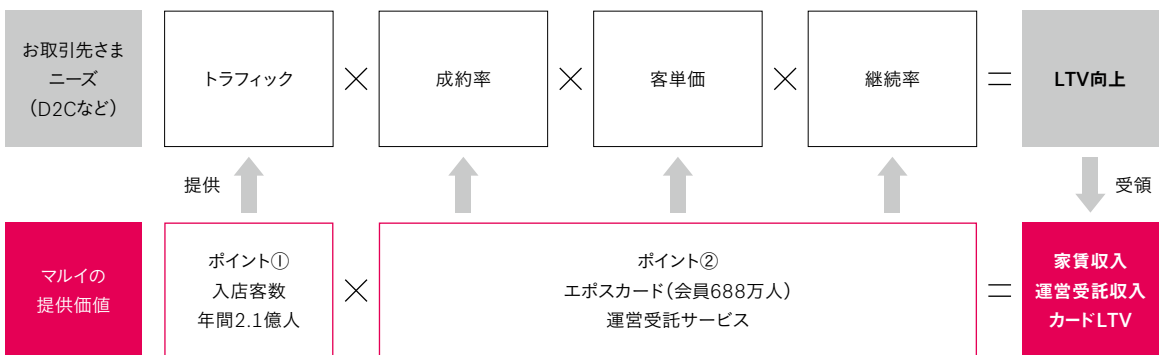 お取引先さま
ニーズ
（D2Cなど）
トラフィック
×
成約率
×
客単価
×
継続率
＝
LTV向上
提供
受領
マルイの
提供価値
ポイント①
入店客数
年間2.1億人
×
ポイント②
エポスカード（会員688万人）
運営受託サービス
＝
家賃収入
運営受託収入
カードLTV